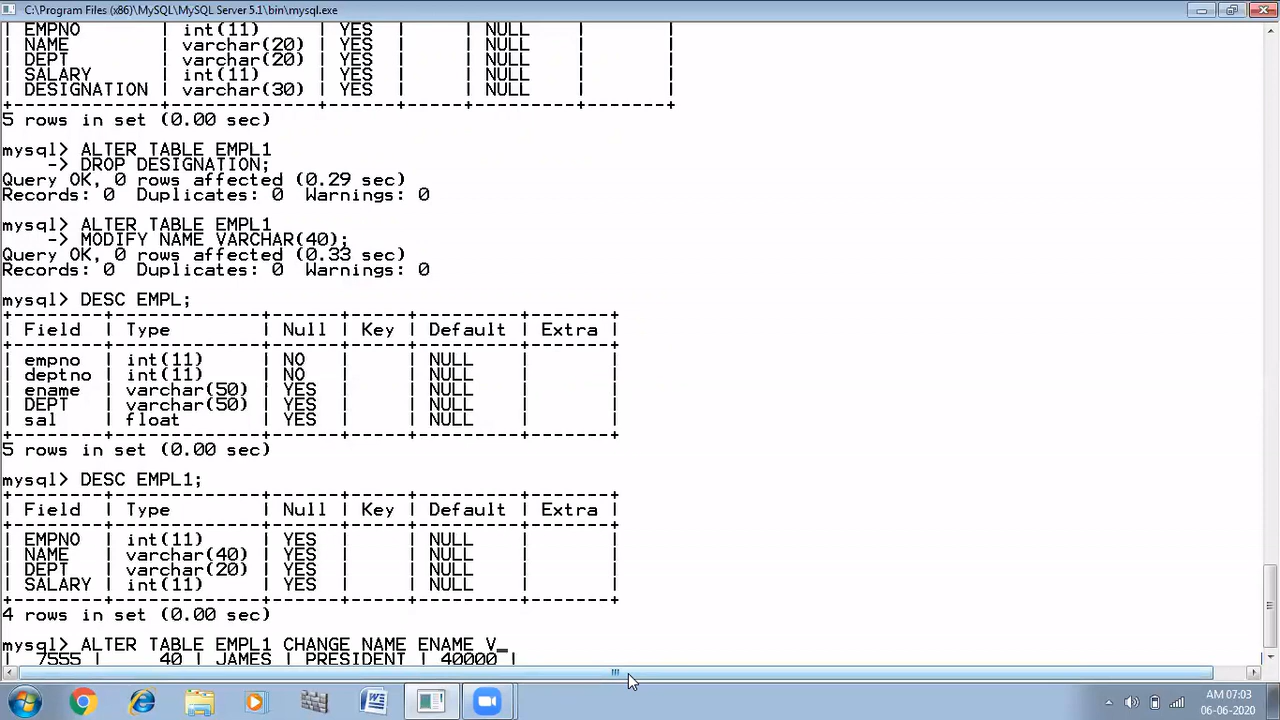 C:\Program Files (x86)\MySQL\MySQL Server 5.1\bin\mysql.exe
| EMPNO | int(11) | YES | | NULL | |
| NAME | varchar(20) | YES | | NULL | |
| DEPT | varchar(20) | YES | | NULL | |
| SALARY | int(11) | YES | | NULL | |
| DESIGNATION | varchar(30) | YES | | NULL | |
+-------------+-------------+------+-----+---------+-------+
5 rows in set (0.00 sec)
mysql> ALTER TABLE EMPL1
-> DROP DESIGNATION;
Query OK, 0 rows affected (0.29 sec)
Records: 0 Duplicates: 0 Warnings: 0
mysql> ALTER TABLE EMPL1
-> MODIFY NAME VARCHAR(40);
Query OK, 0 rows affected (0.33 sec)
Records: 0 Duplicates: 0 Warnings: 0
mysql> DESC EMPL;
+--------+-------------+------+-----+---------+-------+
| Field | Type | Null | Key | Default | Extra |
+--------+-------------+------+-----+---------+-------+
| empno | int(11) | NO | | NULL | |
| deptno | int(11) | NO | | NULL | |
| ename | varchar(50) | YES | | NULL | |
| DEPT | varchar(50) | YES | | NULL | |
| sal | float | YES | | NULL | |
+--------+-------------+------+-----+---------+-------+
5 rows in set (0.00 sec)
mysql> DESC EMPL1;
+--------+-------------+------+-----+---------+-------+
| Field | Type | Null | Key | Default | Extra |
+--------+-------------+------+-----+---------+-------+
| EMPNO | int(11) | YES | | NULL | |
| NAME | varchar(40) | YES | | NULL | |
| DEPT | varchar(20) | YES | | NULL | |
| SALARY | int(11) | YES | | NULL | |
+--------+-------------+------+-----+---------+-------+
4 rows in set (0.00 sec)
mysql> ALTER TABLE EMPL1 CHANGE NAME ENAME V_
| 7555 | 40 | JAMES | PRESIDENT | 40000 |
AM 07:03
06-06-2020